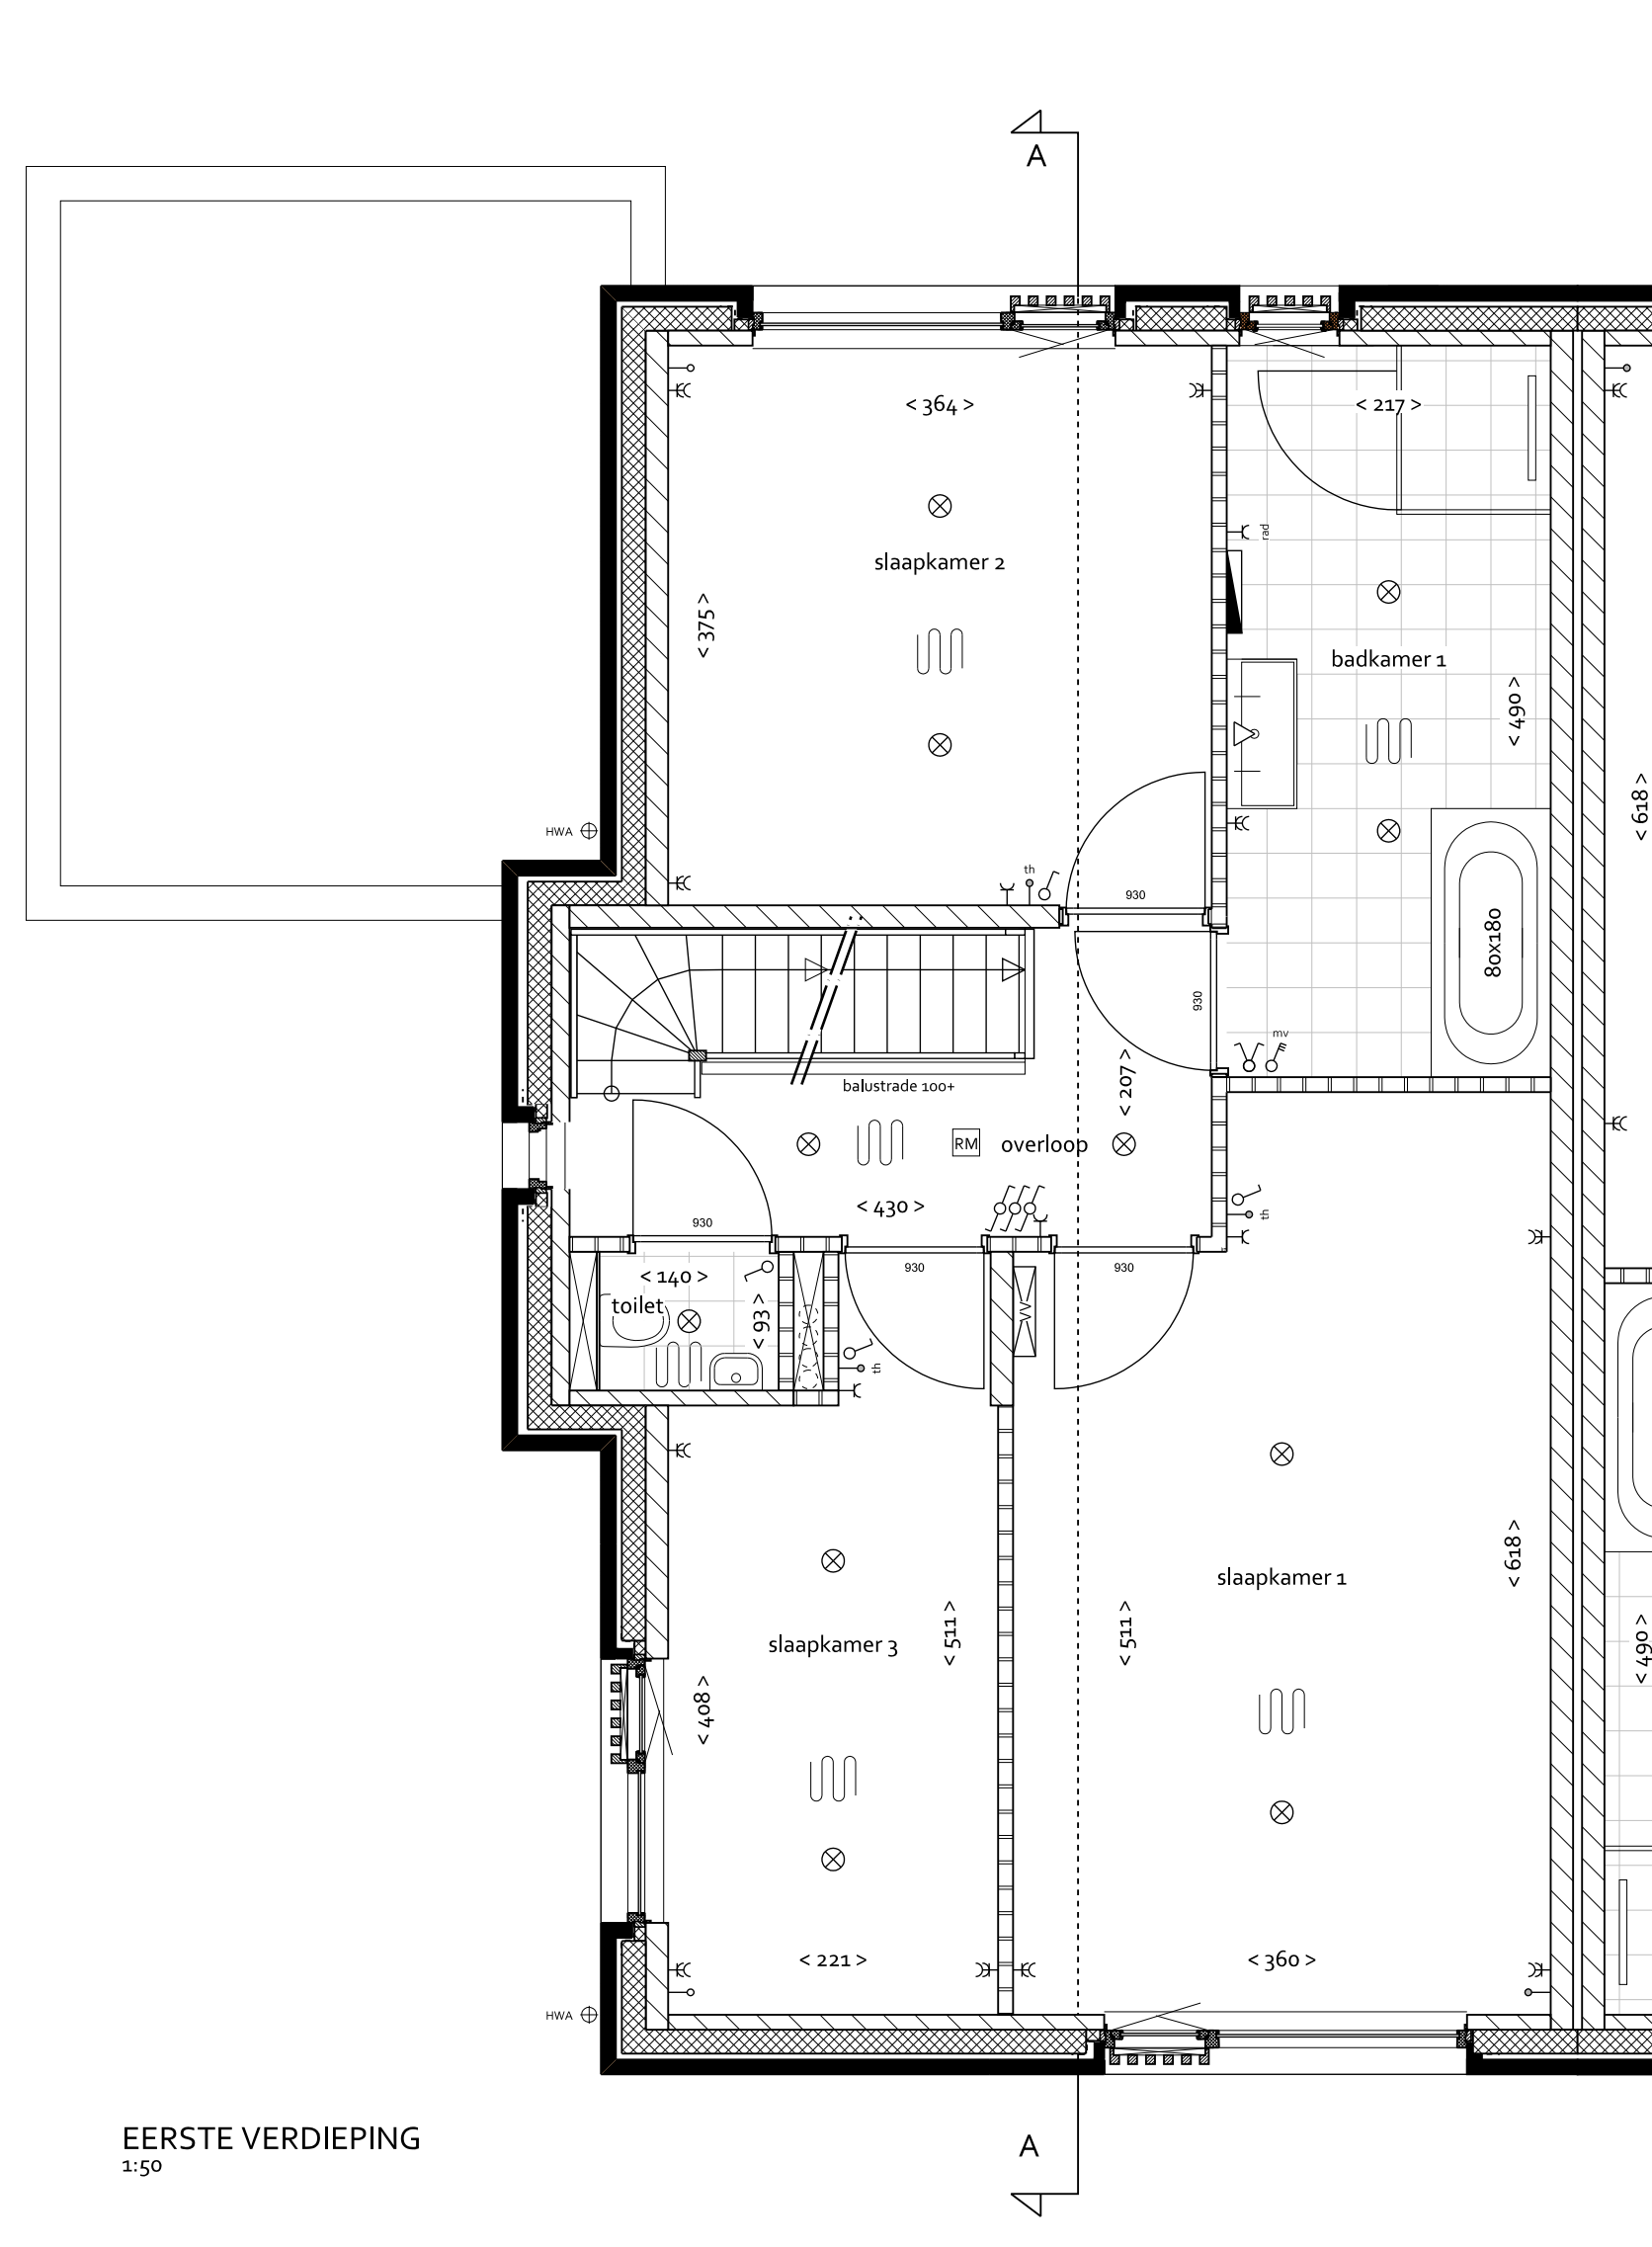 A
< 364 >
< 217 >
rad
slaapkamer 2
< 375 >
badkamer 1
< 490 >
< 618 >
HWA
th
930
80x180
930
mv
balustrade 100+
< 207 >
RM
overloop
< 430 >
th
930
< 140 >
930
930
toilet
< 93 >
VV
th
slaapkamer 1
< 618 >
< 511 >
< 511 >
slaapkamer 3
< 490 >
< 408 >
< 221 >
< 360 >
HWA
EERSTE VERDIEPING
1:50
A